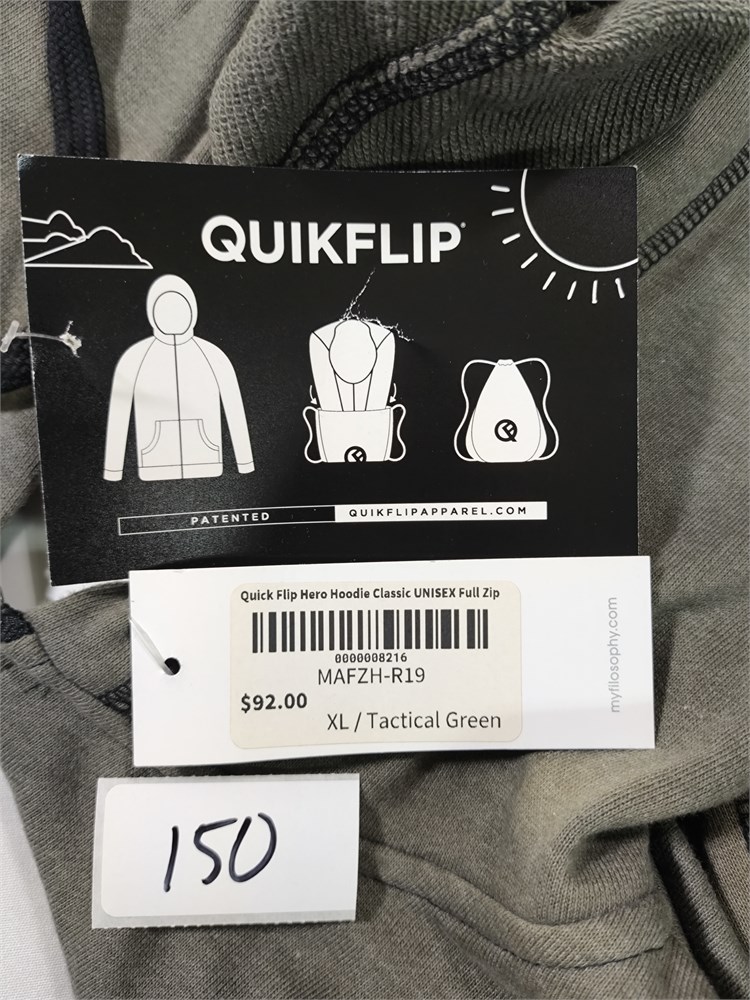 QUIKFLIP
PATENTED
QUIKFLIPAPPAREL.COM
Quick Flip Hero Hoodie Classic UNISEX Full Zip
0000008216
MAFZH-R19
$92.00
XL / Tactical Green
myfilosophy.com
150